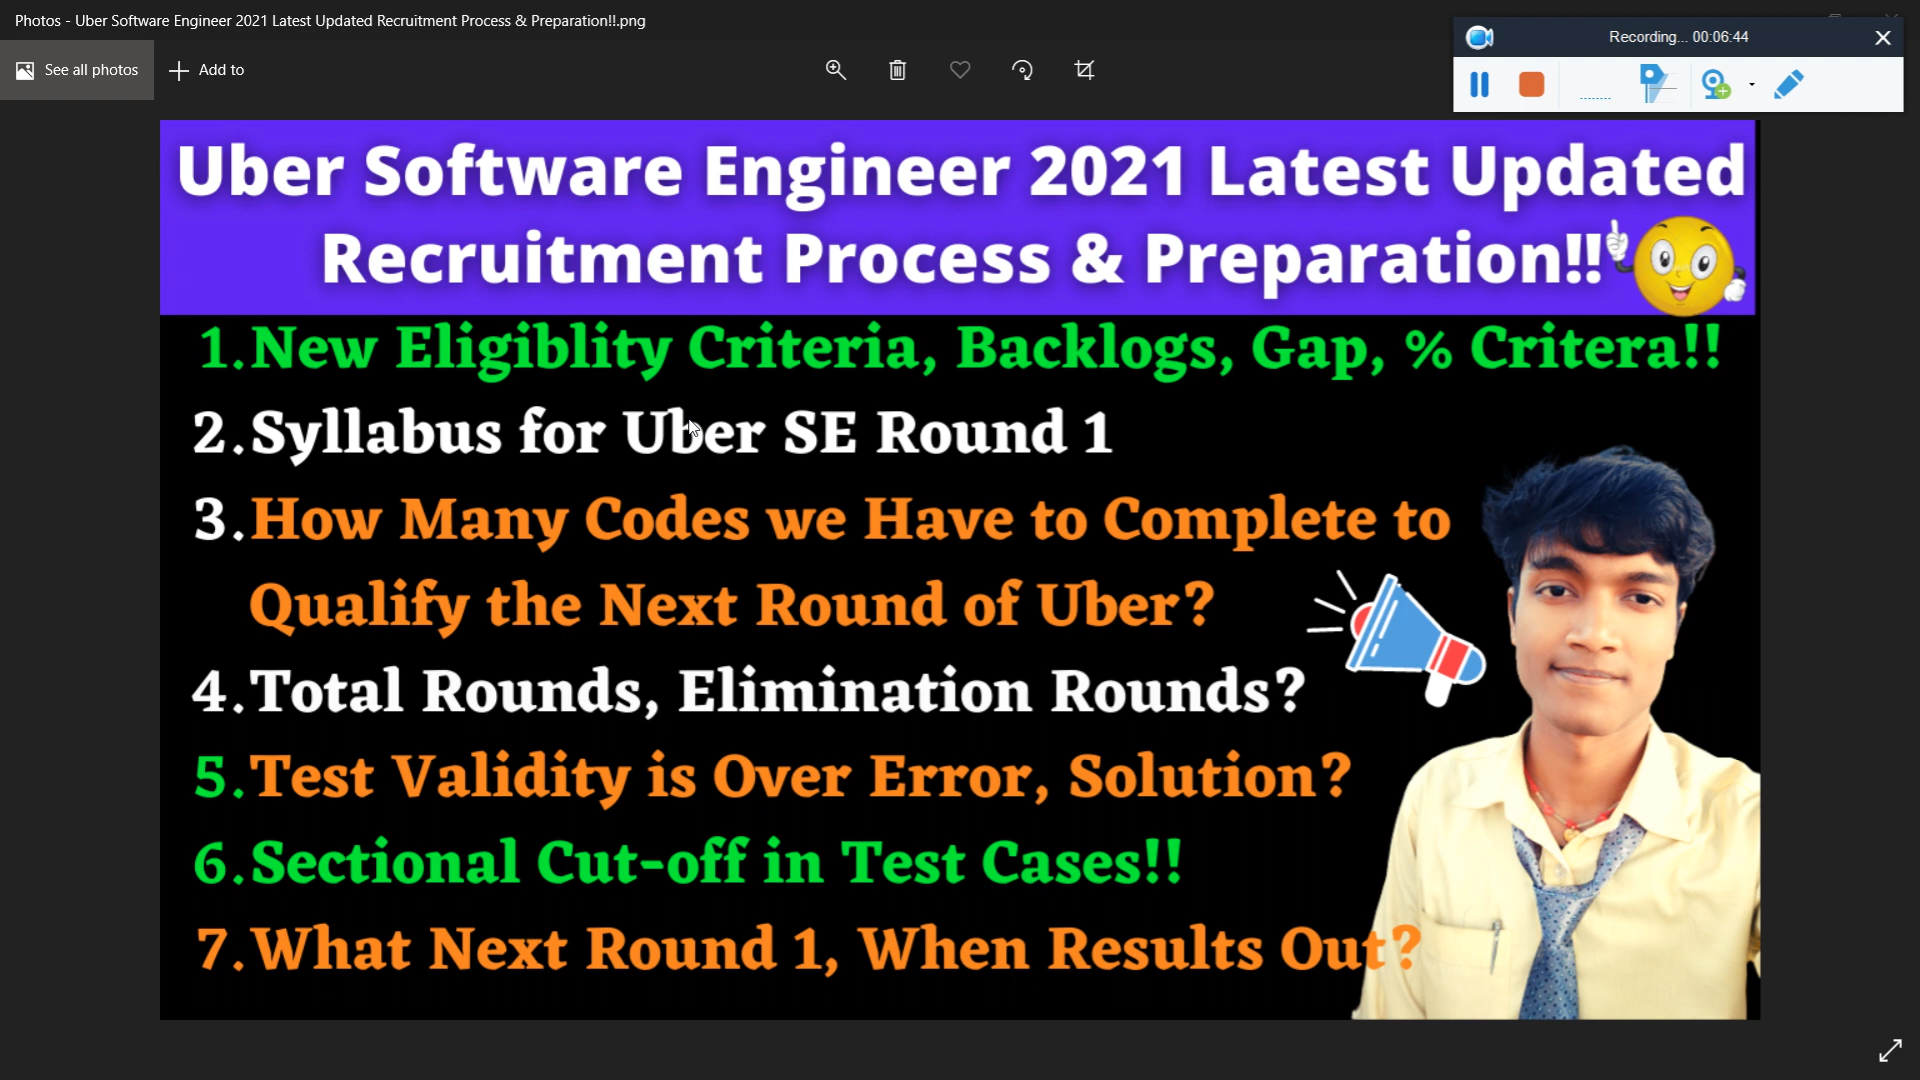 Photos - Uber Software Engineer 2021 Latest Updated Recruitment Process & Preparation!!.png
Recording... 00:06:44
See all photos
Add to
Uber Software Engineer 2021 Latest Updated
Recruitment Process & Preparation!!
1. New Eligiblity Criteria, Backlogs, Gap, % Critera!!
2. Syllabus for Uber SE Round 1
3. How Many Codes we Have to Complete to
Qualify the Next Round of Uber?
4. Total Rounds, Elimination Rounds?
5. Test Validity is Over Error, Solution?
6. Sectional Cut-off in Test Cases!!
7. What Next Round 1, When Results Out?